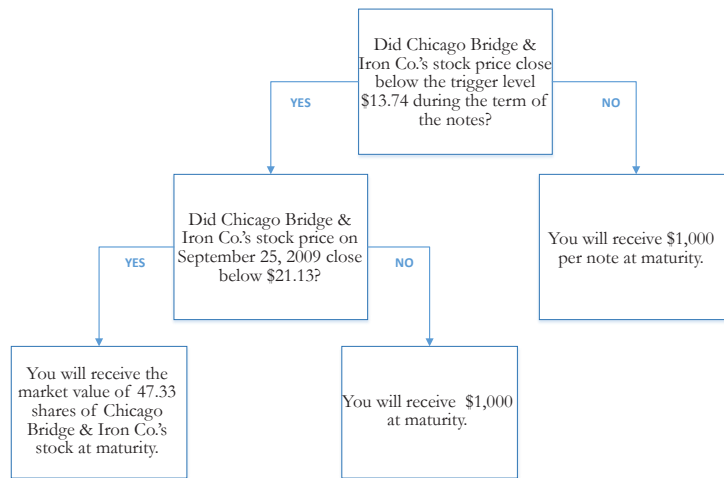 Did Chicago Bridge &
Iron Co.'s stock price close
below the trigger level
$13.74 during the term of
the notes?
YES
NO
Did Chicago Bridge &
Iron Co.'s stock price on
September 25, 2009 close
below $21.13?
You will receive $1,000
per note at maturity.
YES
NO
You will receive the
market value of 47.33
shares of Chicago
Bridge & Iron Co.'s
stock at maturity.
You will receive $1,000
at maturity.